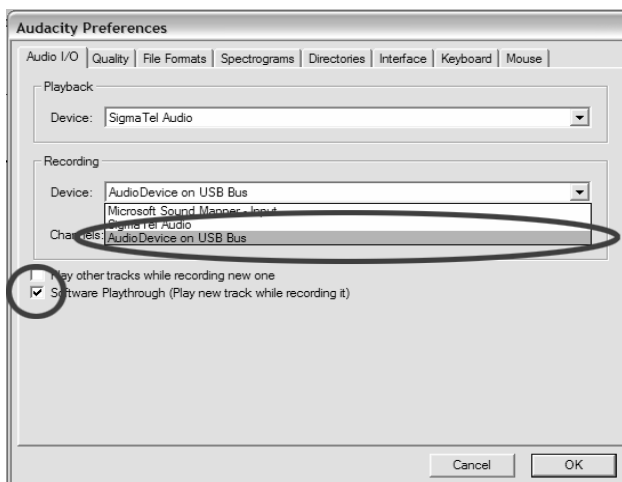 Audacity Preferences
Audio I/O Quality File Formats Spectrograms Directories Interface Keyboard Mouse
Playback
Device: SigmaTel Audio
Recording
Device: AudioDevice on USB Bus
Microsoft Sound Mapper - Input
SigmaTel Audio
Channels: AudioDevice on USB Bus
Play other tracks while recording new one
Software Playthrough (Play new track while recording it)
Cancel OK